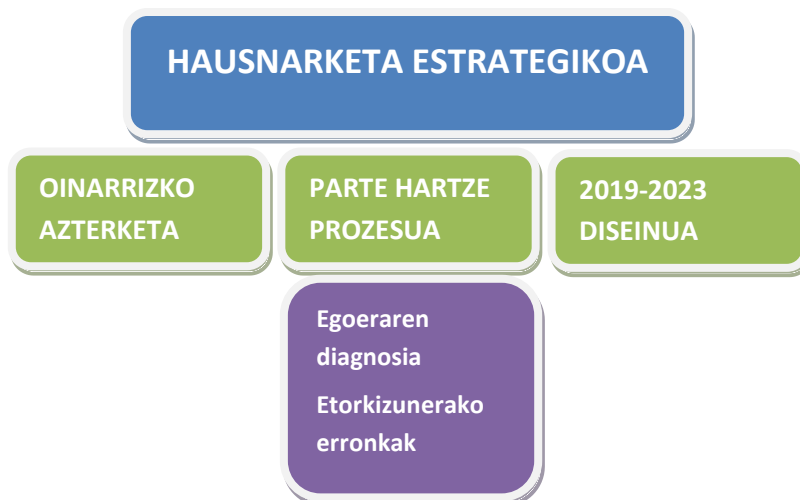 HAUSNARKETA ESTRATEGIKOA
OINARRIZKO
AZTERKETA
PARTE HARTZE
PROZESUA
2019-2023
DISEINUA
Egoeraren
diagnosia
Etorkizunerako
erronkak